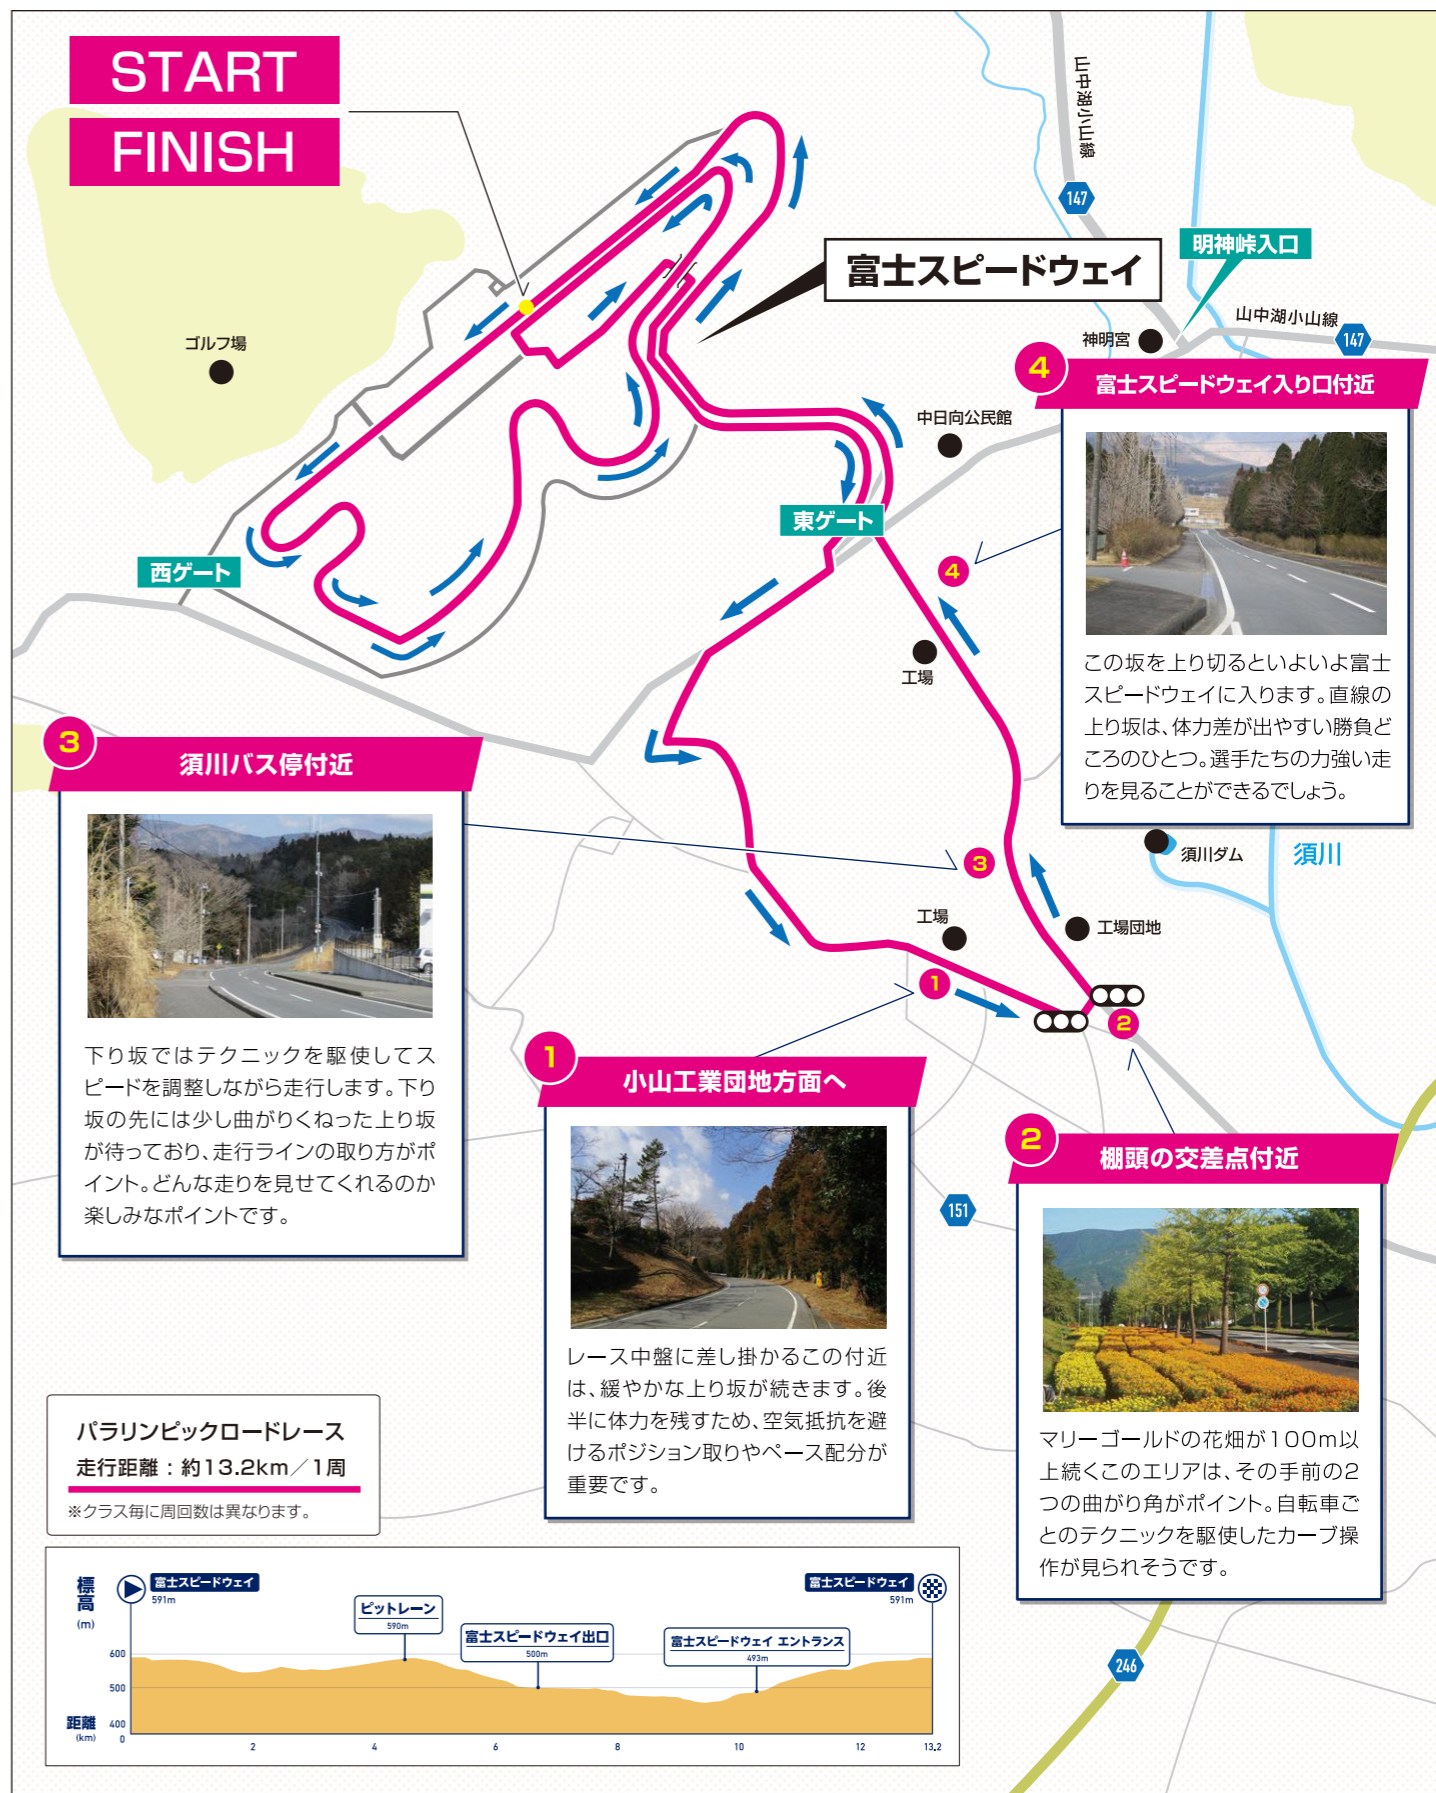 START
FINISH
山中湖小山線
147
明神峠入口
富士スピードウェイ
山中湖小山線
147
神明宮
ゴルフ場
中日向公民館
東ゲート
西ゲート
4
工場
4
富士スピードウェイ入り口付近
この坂を上り切るといよいよ富士
スピードウェイに入ります。直線の
上り坂は、体力差が出やすい勝負ど
ころのひとつ。選手たちの力強い走
りを見ることができるでしょう。
3
須川バス停付近
下り坂ではテクニックを駆使してス
ピードを調整しながら走行します。下り
坂の先には少し曲がりくねった上り坂
が待っており、走行ラインの取り方がポ
イント。どんな走りを見せてくれるのか
楽しみなポイントです。
3
須川ダム
須川
工場
工場団地
1
2
1
小山工業団地方面へ
レース中盤に差し掛かるこの付近
は、緩やかな上り坂が続きます。後
半に体力を残すため、空気抵抗を避
けるポジション取りやペース配分が
重要です。
2
棚頭の交差点付近
マリーゴールドの花畑が100m以
上続くこのエリアは、その手前の2
つの曲がり角がポイント。自転車ご
とのテクニックを駆使したカーブ操
作が見られそうです。
151
246
パラリンピックロードレース
走行距離：約13.2km／1周
※クラス毎に周回数は異なります。
標高
(m)
富士スピードウェイ
591m
ピットレーン
590m
富士スピードウェイ出口
500m
富士スピードウェイ エントランス
493m
富士スピードウェイ
591m
600
500
400
距離
(km)
0 2 4 6 8 10 12 13.2